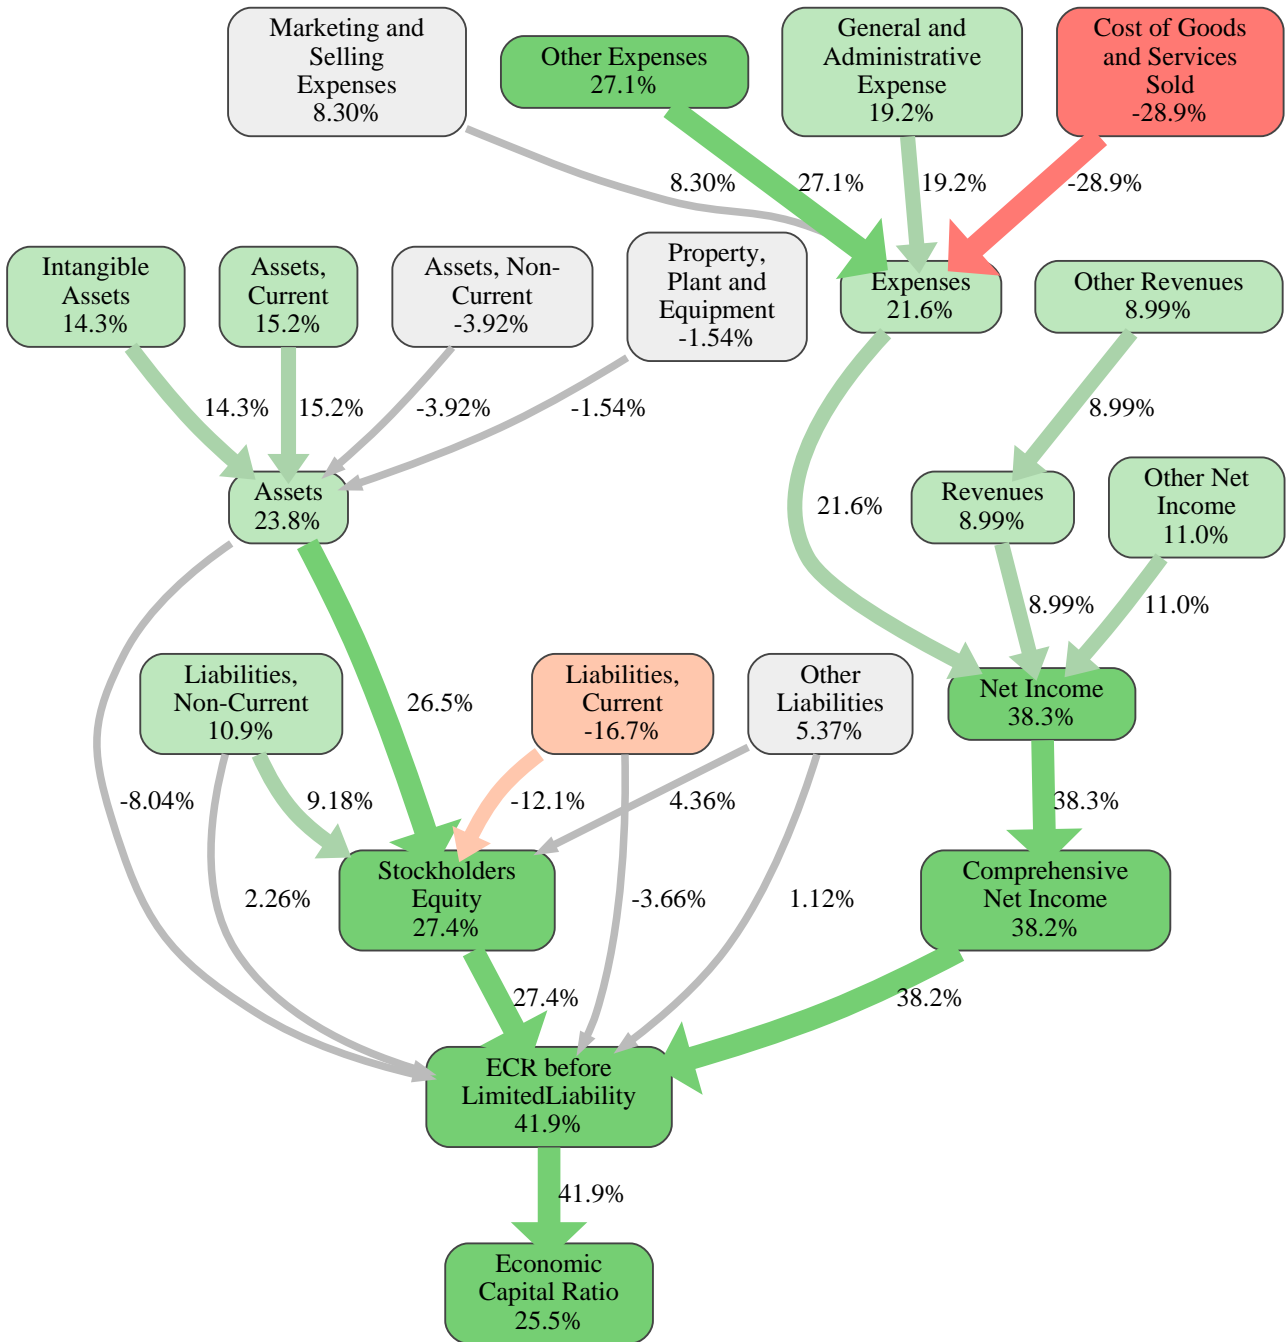 Marketing and
Selling
Expenses
8.30%
Other Expenses
27.1%
General and
Administrative
Expense
19.2%
Cost of Goods
and Services
Sold
-28.9%
8.30%
27.1%
19.2%
-28.9%
Intangible
Assets
14.3%
Assets,
Current
15.2%
Assets, Non-
Current
-3.92%
Property,
Plant and
Equipment
-1.54%
Expenses
21.6%
Other Revenues
8.99%
14.3%
15.2%
-3.92%
-1.54%
8.99%
Assets
23.8%
21.6%
Revenues
8.99%
Other Net
Income
11.0%
8.99%
11.0%
Liabilities,
Non-Current
10.9%
26.5%
Liabilities,
Current
-16.7%
Other
Liabilities
5.37%
Net Income
38.3%
-8.04%
9.18%
-12.1%
4.36%
38.3%
Stockholders
Equity
27.4%
Comprehensive
Net Income
38.2%
2.26%
-3.66%
1.12%
27.4%
38.2%
ECR before
LimitedLiability
41.9%
41.9%
Economic
Capital Ratio
25.5%